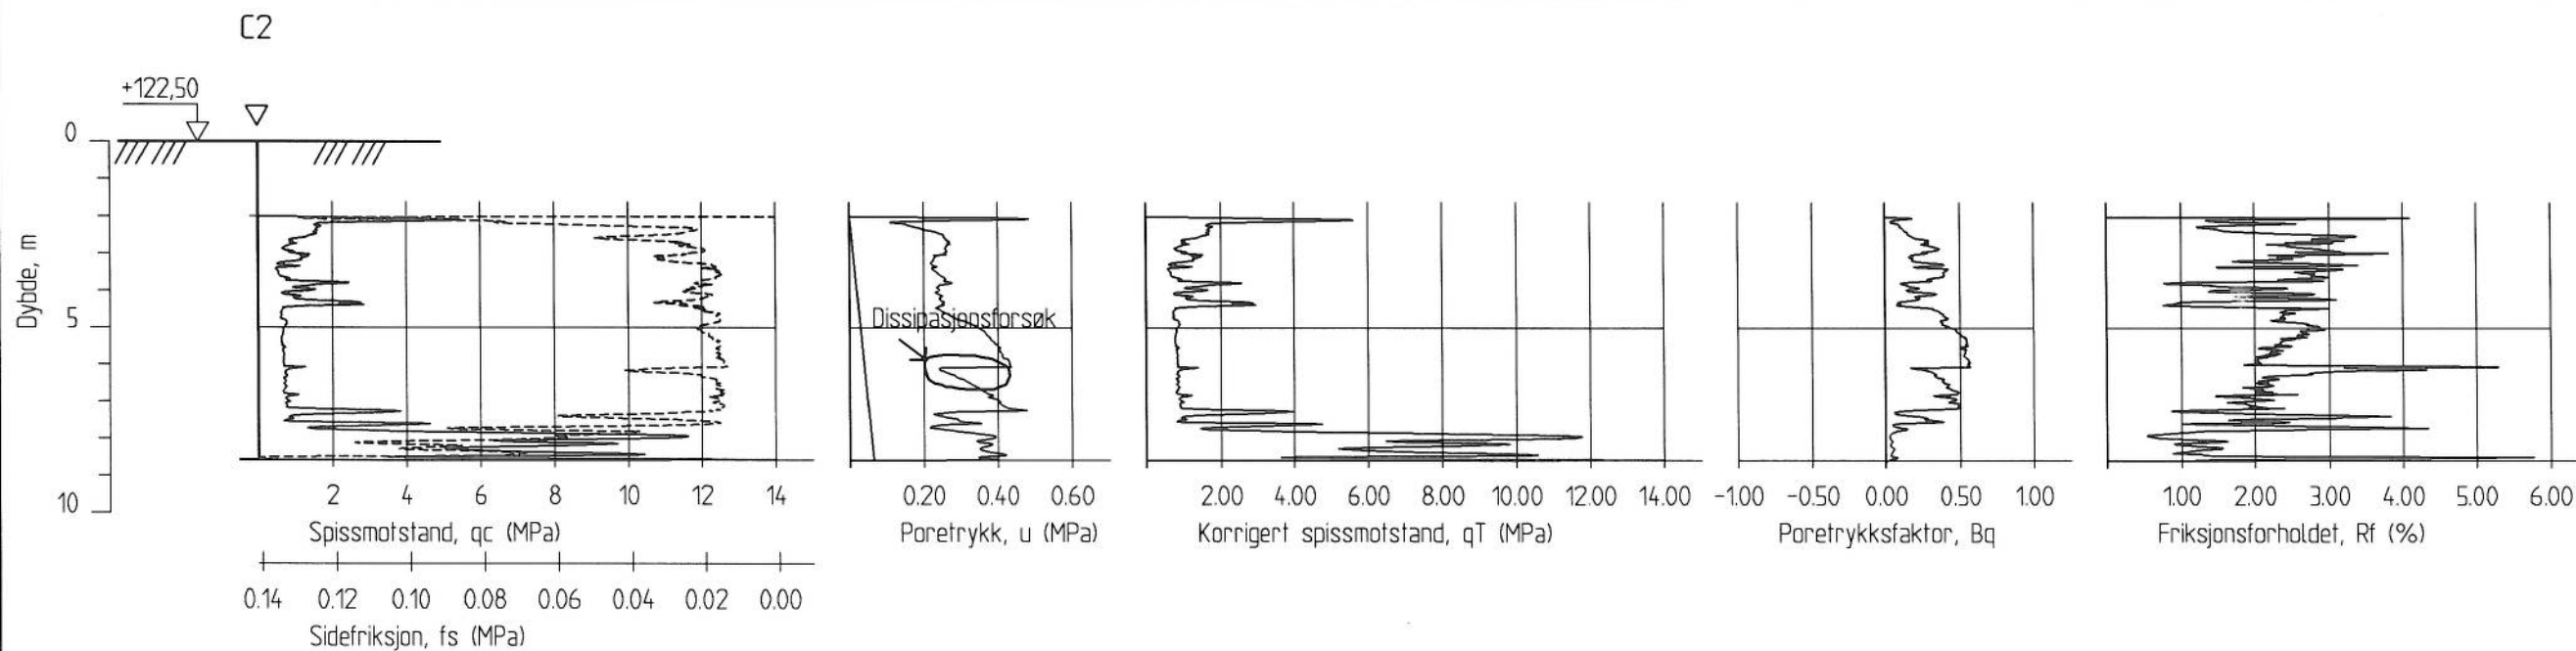 C2
+122,50
0
5
10
Dybde, m
Dissipasjonsforsøk
2 4 6 8 10 12 14
Spissmotstand, qc (MPa)
0.14 0.12 0.10 0.08 0.06 0.04 0.02 0.00
Sidefriksjon, fs (MPa)
0.20 0.40 0.60
Poretrykk, u (MPa)
2.00 4.00 6.00 8.00 10.00 12.00 14.00
Korrigert spissmotstand, qT (MPa)
-1.00 -0.50 0.00 0.50 1.00
Poretrykksfaktor, Bq
1.00 2.00 3.00 4.00 5.00 6.00
Friksjonsforholdet, Rf (%)